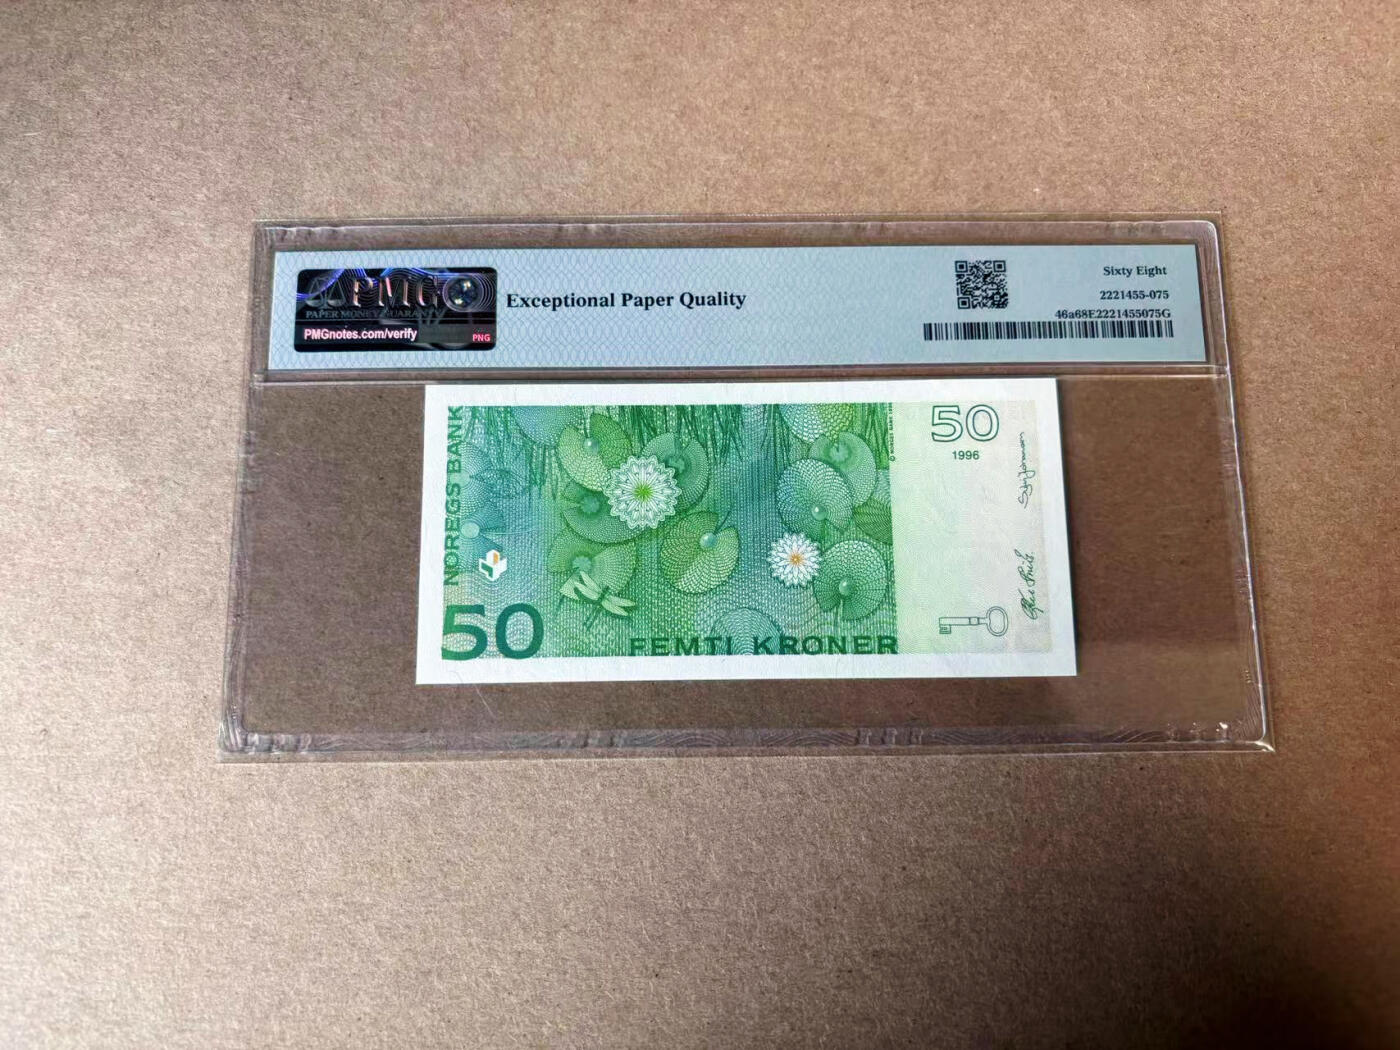 PMG
PAPER MONEY GUARANTY
PMGnotes.com/verify
PNG
Exceptional Paper Quality
Sixty Eight
2221455-075
46a68E2221455075G
NOREGS BANK
50
FEMTI KRONER
50
1996